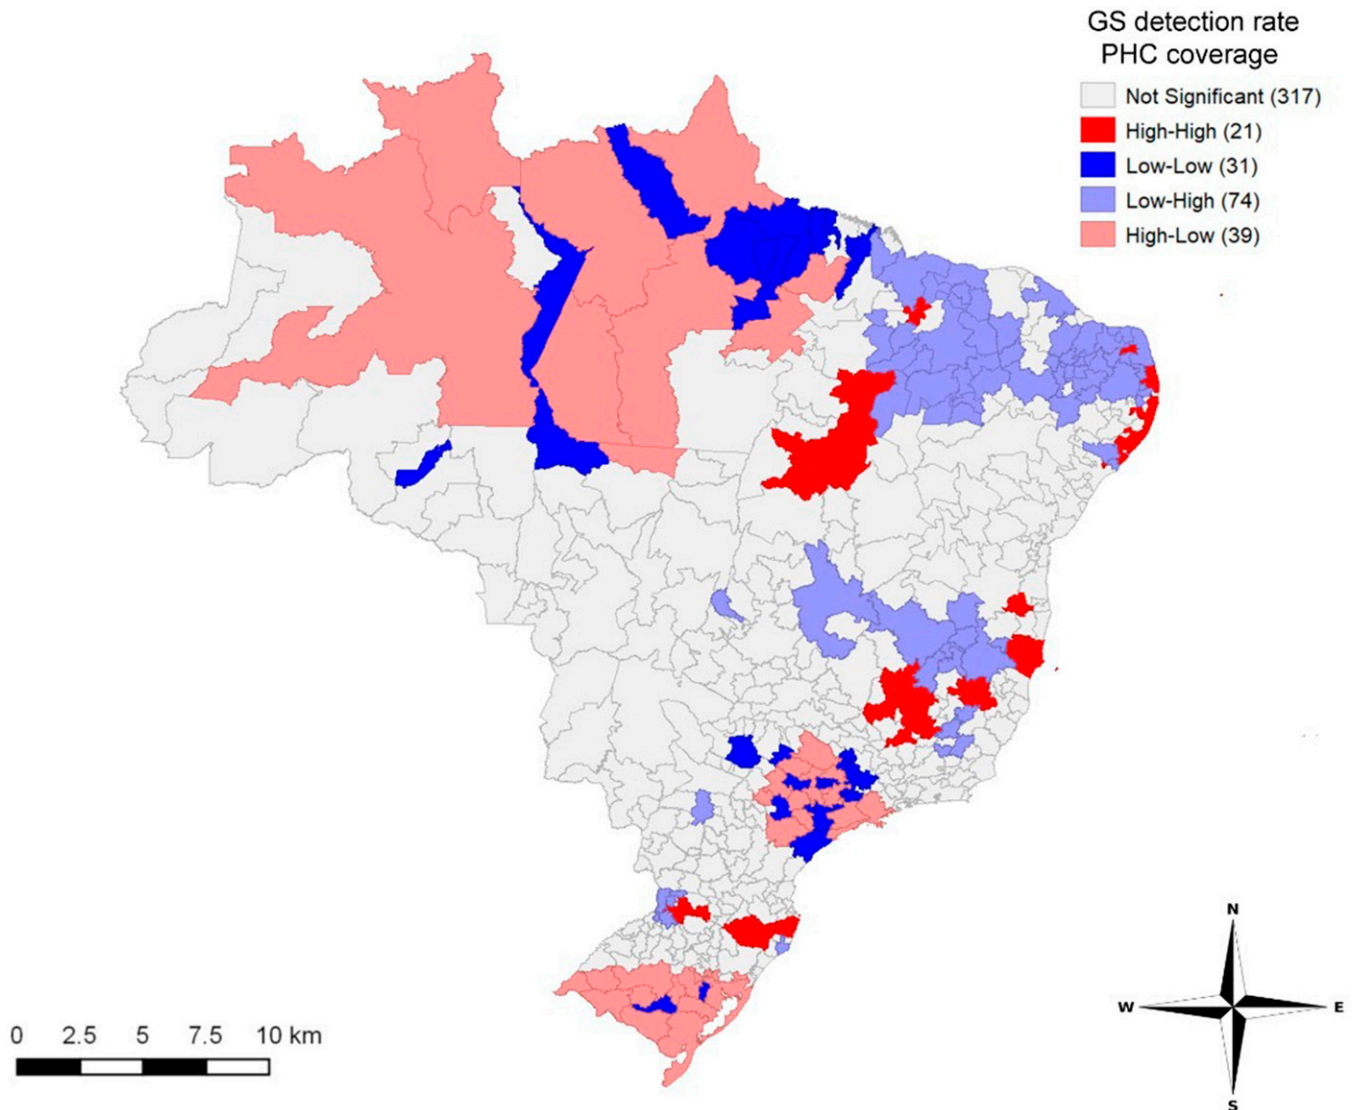 GS detection rate
PHC coverage
Not Significant (317)
High-High (21)
Low-Low (31)
Low-High (74)
High-Low (39)
N
W E
S
0 2.5 5 7.5 10 km